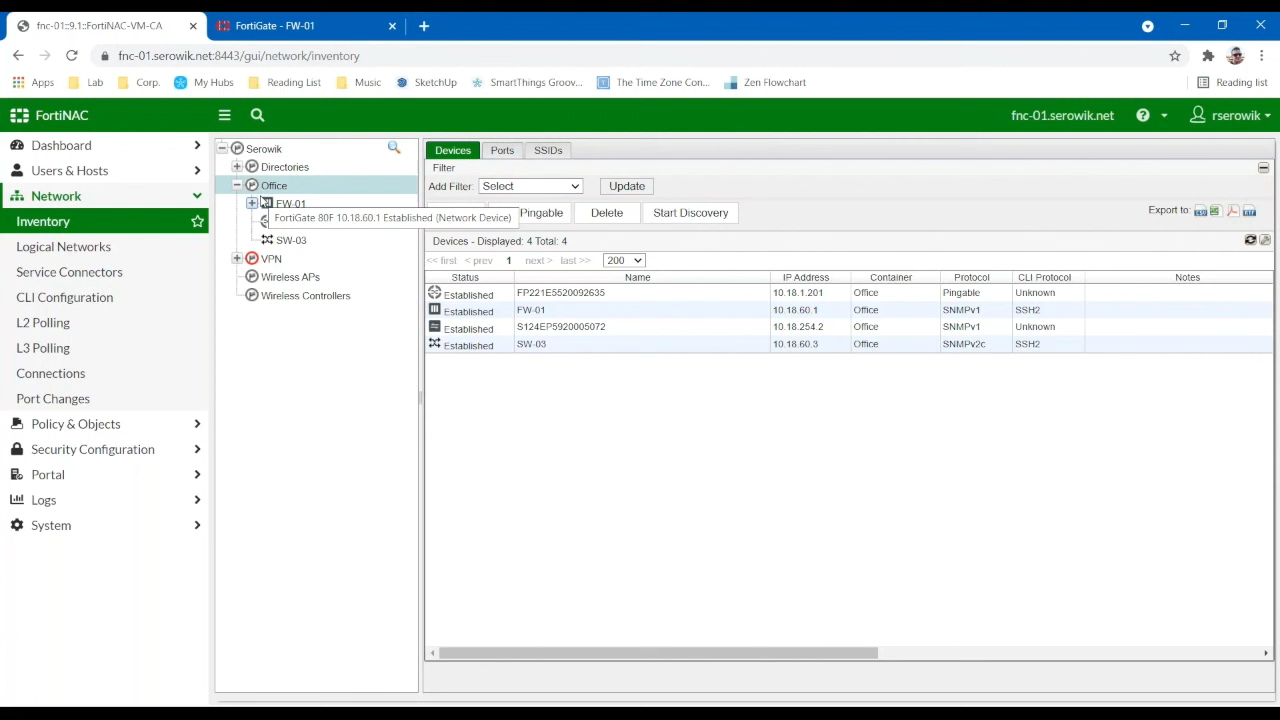 fnc-01::9.1::FortiNAC-VM-CA
FortiGate - FW-01
fnc-01.serowik.net:8443/gui/network/inventory
Apps Lab Corp. My Hubs Reading List Music SketchUp SmartThings Groov... The Time Zone Con... Zen Flowchart Reading list
FortiNAC fnc-01.serowik.net rserowik
Dashboard
Users & Hosts
Network
Inventory
Logical Networks
Service Connectors
CLI Configuration
L2 Polling
L3 Polling
Connections
Port Changes
Policy & Objects
Security Configuration
Portal
Logs
System
Serowik
Directories
Office
FW-01
FortiGate 80F 10.18.60.1 Established (Network Device)
SW-03
VPN
Wireless APs
Wireless Controllers
Devices Ports SSIDs
Filter
Add Filter: Select Update
Pingable Delete Start Discovery Export to:
Devices - Displayed: 4 Total: 4
<< first < prev 1 next > last >> 200
Status Name IP Address Container Protocol CLI Protocol Notes
Established FP221E5520092635 10.18.1.201 Office Pingable Unknown
Established FW-01 10.18.60.1 Office SNMPv1 SSH2
Established S124EP5920005072 10.18.254.2 Office SNMPv1 Unknown
Established SW-03 10.18.60.3 Office SNMPv2c SSH2